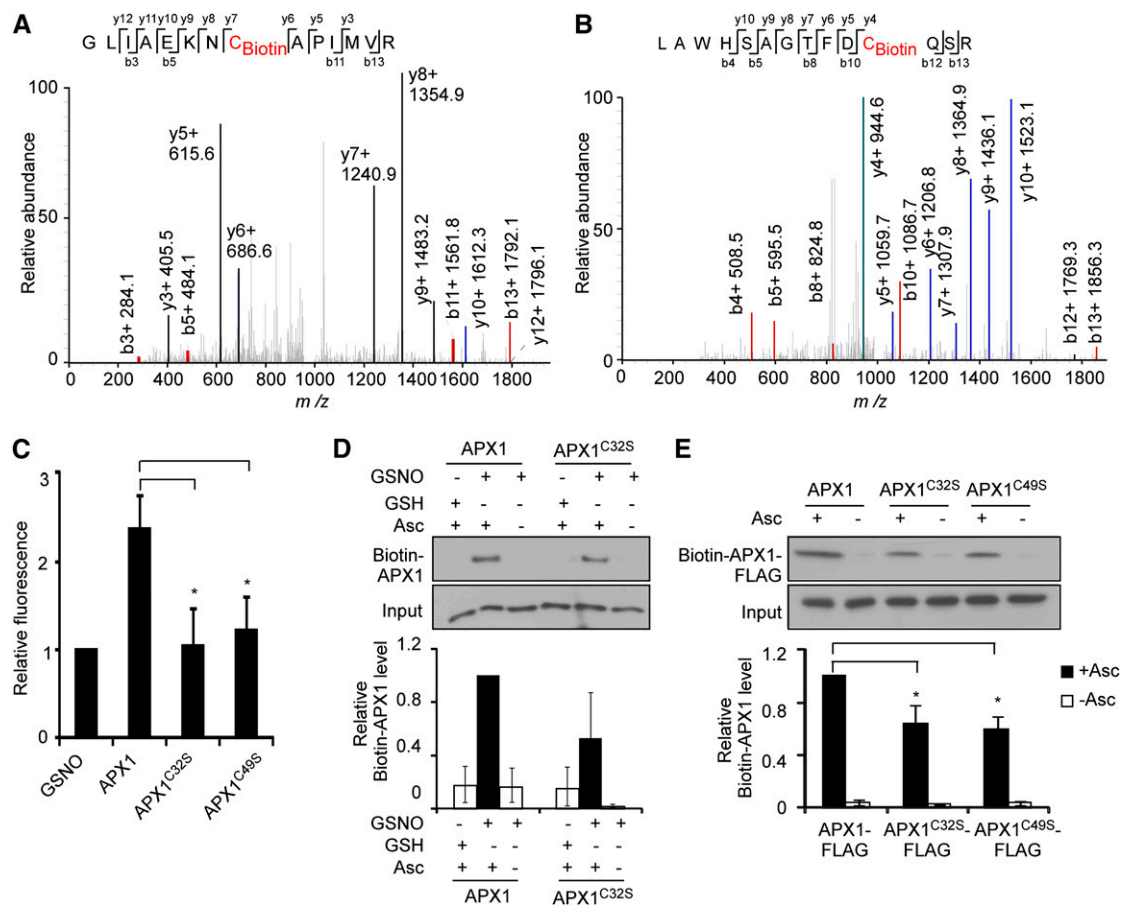 A
y12 y11 y10 y9 y8 y7 y6 y5 y3
G L I A E K N C Biotin A P I M V R
b3 b5 b11 b13
Relative abundance
100
50
0
0 200 400 600 800 1000 1200 1400 1600 1800
m /z
b3+ 284.1
y3+ 405.5
b5+ 484.1
y5+
615.6
y6+
686.6
y7+
1240.9
y8+
1354.9
y9+ 1483.2
b11+ 1561.8
y10+ 1612.3
b13+ 1792.1
y12+ 1796.1
B
y10 y9 y8 y7 y6 y5 y4
L A W H S A G T F D C Biotin Q S R
b4 b5 b8 b10 b12 b13
Relative abundance
100
50
0
0 200 400 600 800 1000 1200 1400 1600 1800
m /z
b4+ 508.5
b5+ 595.5
b8+ 824.8
y4+ 944.6
y5+ 1059.7
b10+ 1086.7
y6+ 1206.8
y7+ 1307.9
y8+ 1364.9
y9+ 1436.1
y10+ 1523.1
b12+ 1769.3
b13+ 1856.3
C
Relative fluorescence
3
2
1
0
* *
GSNO APX1 APX1C32S APX1C49S
D
APX1 APX1C32S
GSNO - + + - + +
GSH + - - + - -
Asc + + - + + -
Biotin-
APX1
Input
Relative
Biotin-APX1 level
1.2
0.8
0.4
0
GSNO - + + - + +
GSH + - - + - -
Asc + + - + + -
APX1 APX1C32S
E
APX1 APX1C32S APX1C49S
Asc + - + - + -
Biotin-APX1-
FLAG
Input
Relative
Biotin-APX1 level
1.2
0.8
0.4
0
* *
+Asc
-Asc
APX1- APX1C32S- APX1C49S-
FLAG FLAG FLAG